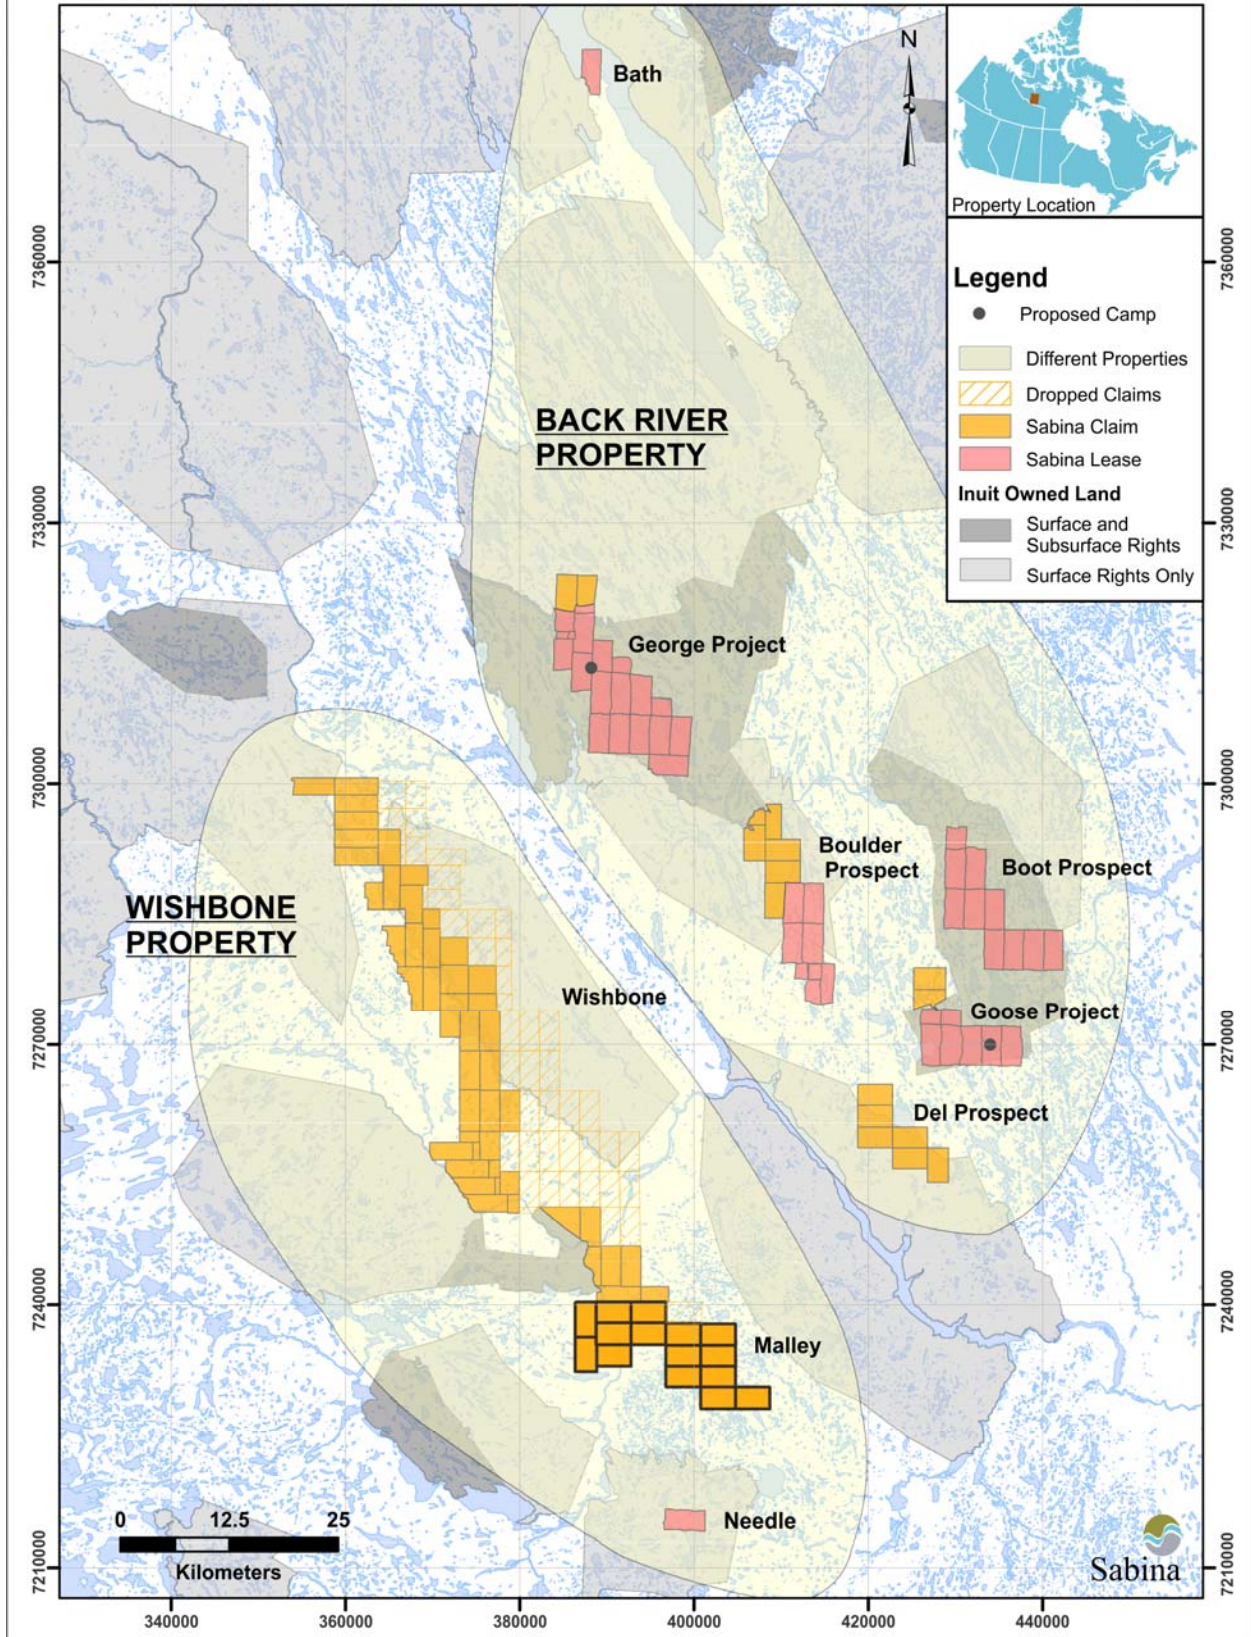 N
Bath
Property Location
Legend
Proposed Camp
Different Properties
Dropped Claims
Sabina Claim
Sabina Lease
Inuit Owned Land
Surface and
Subsurface Rights
Surface Rights Only
BACK RIVER
PROPERTY
George Project
Boulder
Prospect
Boot Prospect
WISHBONE
PROPERTY
Wishbone
Goose Project
Del Prospect
Malley
Needle
0 12.5 25
Kilometers
Sabina
7360000
7330000
7300000
7270000
7240000
7210000
7360000
7330000
7300000
7270000
7240000
7210000
340000 360000 380000 400000 420000 440000